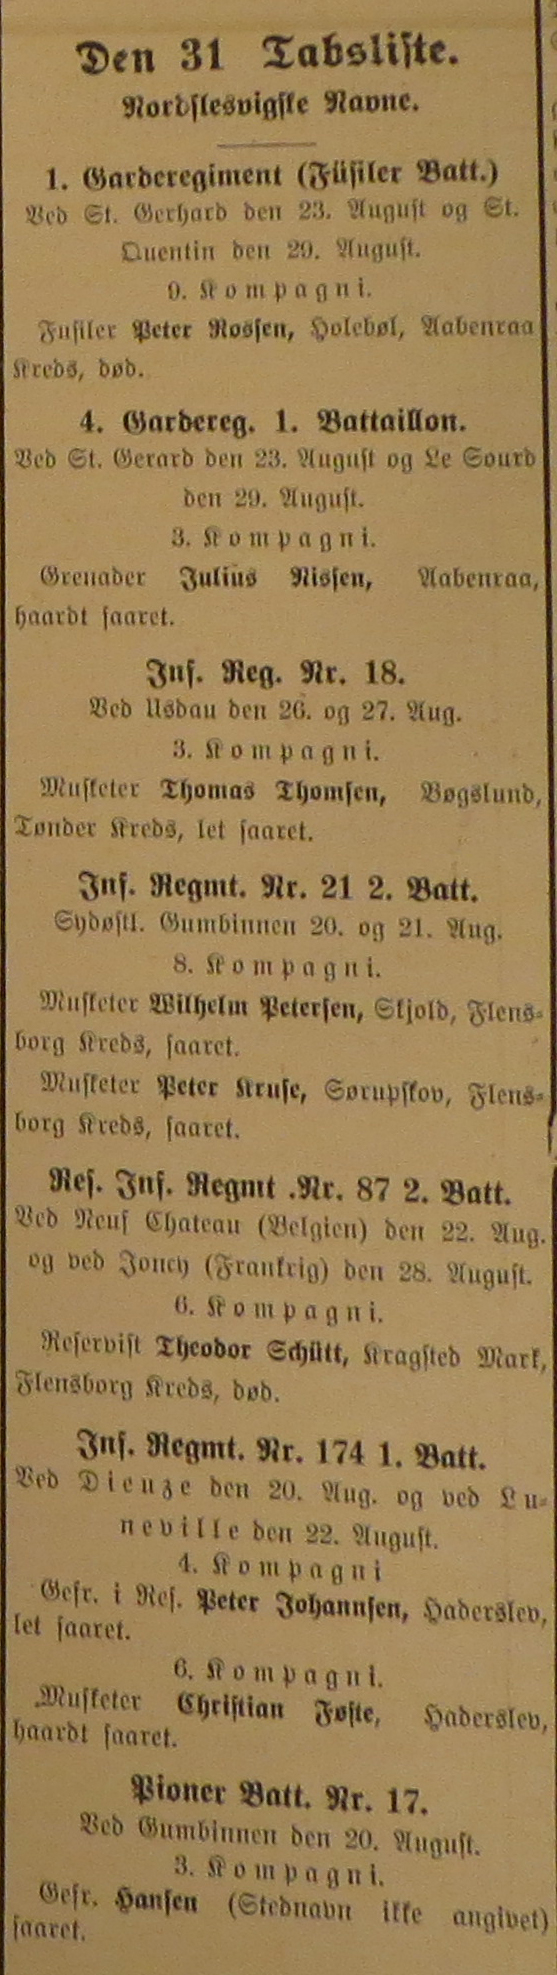 Den 31 Tabsliste.
Nordslesvigske Navne.
1. Garderegiment (Füsiler Batt.)
Ved St. Gerhard den 23. August og St.
Quentin den 29. August.
9. Kompagni.
Fusiler Peter Rossen, Holebøl, Aabenraa
Kreds, død.
4. Gardereg. 1. Battaillon.
Ved St. Gerard den 23. August og Le Sourd
den 29. August.
3. Kompagni.
Grenader Julius Nissen, Aabenraa,
haardt saaret.
Inf. Reg. Nr. 18.
Ved Usdau den 26. og 27. Aug.
3. Kompagni.
Musketer Thomas Thomsen, Bøgslund,
Tønder Kreds, let saaret.
Inf. Regmt. Nr. 21 2. Batt.
Sydøstl. Gumbinnen 20. og 21. Aug.
8. Kompagni.
Musketer Wilhelm Petersen, Skjold, Flens-
borg Kreds, saaret.
Musketer Peter Kruse, Sørupskov, Flens-
borg Kreds, saaret.
Res. Inf. Regmt .Nr. 87 2. Batt.
Ved Neuf Chateau (Belgien) den 22. Aug.
og ved Joncy (Frankrig) den 28. August.
6. Kompagni.
Reservist Theodor Schütt, Kragsted Mark,
Flensborg Kreds, død.
Inf. Regmt. Nr. 174 1. Batt.
Ved Dieuze den 20. Aug. og ved Lu-
neville den 22. August.
4. Kompagni
Gefr. i Res. Peter Johannsen, Haderslev,
let saaret.
6. Kompagni.
Musketer Christian Føste, Haderslev,
haardt saaret.
Pioner Batt. Nr. 17.
Ved Gumbinnen den 20. August.
3. Kompagni.
Gefr. Hansen (Stednavn ikke angivet)
saaret.